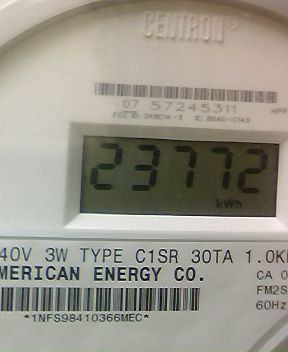 CENTRON®
07 57245311
23772
kWh
40V 3W TYPE C1SR 30TA 1.0K
MERICAN ENERGY CO.
CA 0
FM2S
60Hz
*1NFS98410366MEC*